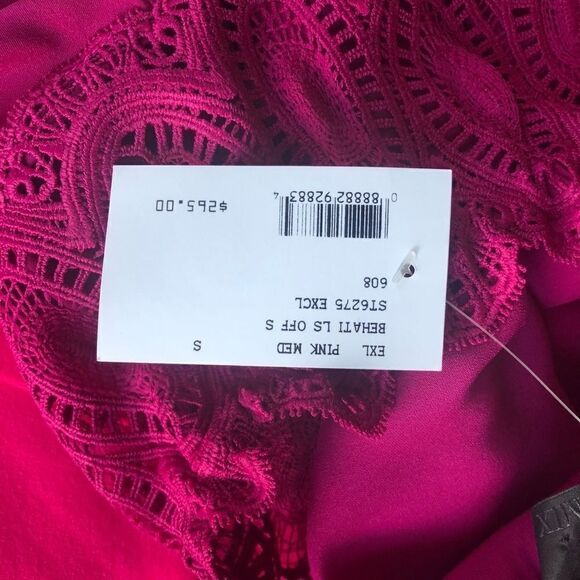 EXL PINK MED S
BEHATI LS OFF S
ST6275 EXCL
608
0 88882 92883 4
$265.00